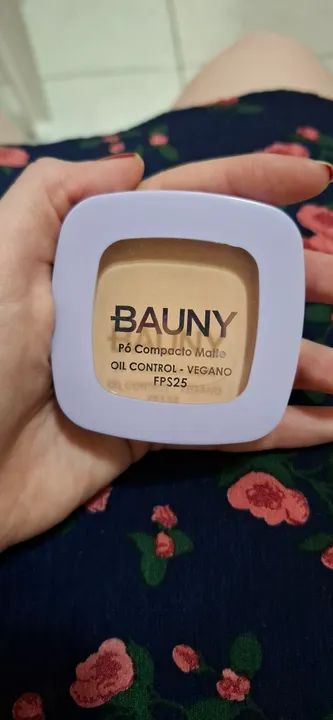 BAUNY
Pó Compacto Matte
OIL CONTROL - VEGANO
FPS25